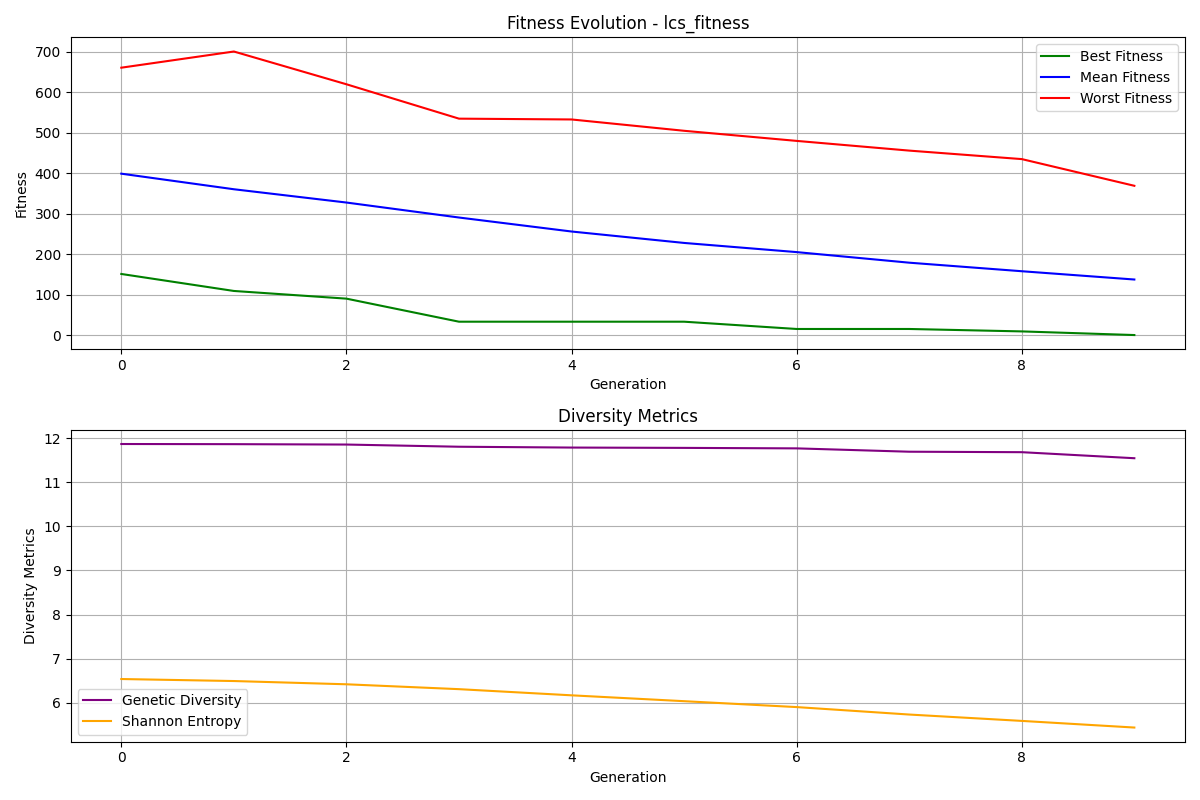 Fitness Evolution - lcs_fitness
Fitness
700
600
500
400
300
200
100
0
Best Fitness
Mean Fitness
Worst Fitness
0 2 4 6 8
Generation
Diversity Metrics
Diversity Metrics
12
11
10
9
8
7
6
Genetic Diversity
Shannon Entropy
0 2 4 6 8
Generation